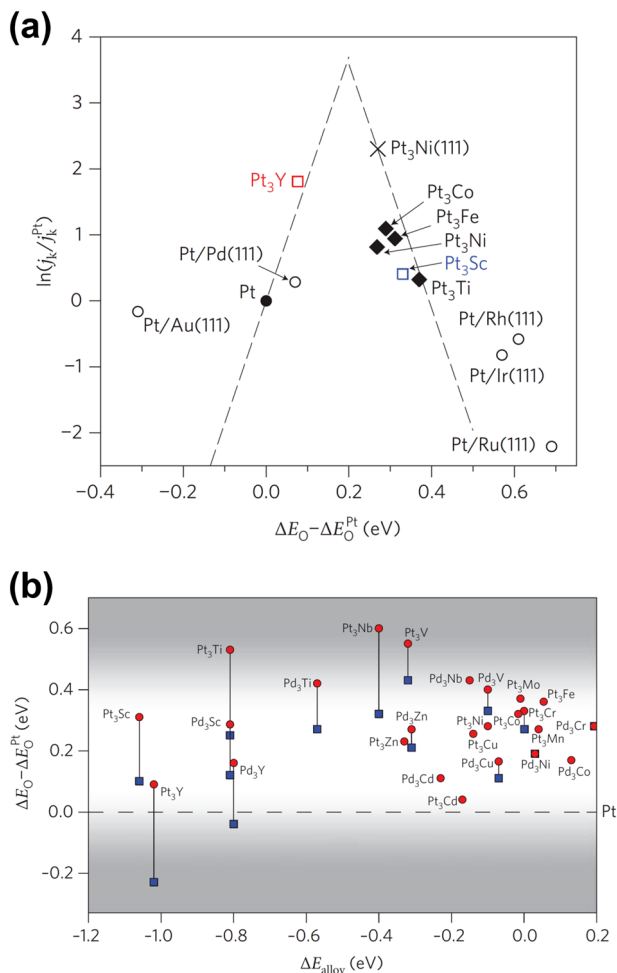 (a)
4
3
2
1
0
−1
−2
ln(jk/jkPt)
Pt3Ni(111)
Pt3Y
Pt3Co
Pt3Fe
Pt/Pd(111)
Pt3Ni
Pt3Sc
Pt
Pt3Ti
Pt/Au(111)
Pt/Rh(111)
Pt/Ir(111)
Pt/Ru(111)
−0.4 −0.2 0.0 0.2 0.4 0.6
ΔEO−ΔEOPt (eV)
(b)
0.6
0.4
0.2
0.0
-0.2
ΔEO−ΔEOPt (eV)
Pt3Nb
Pt3V
Pt3Ti
Pd3Ti
Pd3Nb
Pd3V
Pt3Mo
Pt3Fe
Pt3Sc
Pd3Sc
Pd3Zn
Pt3Ni
Pt3Co
Pt3Cr
Pd3Cr
Pt3Zn
Pt3Cu
Pt3Mn
Pt3Y
Pd3Y
Pd3Cu
Pd3Ni
Pd3Cd
Pd3Co
Pt3Cd
Pt
-1.2 -1.0 -0.8 -0.6 -0.4 -0.2 0.0 0.2
ΔEalloy (eV)